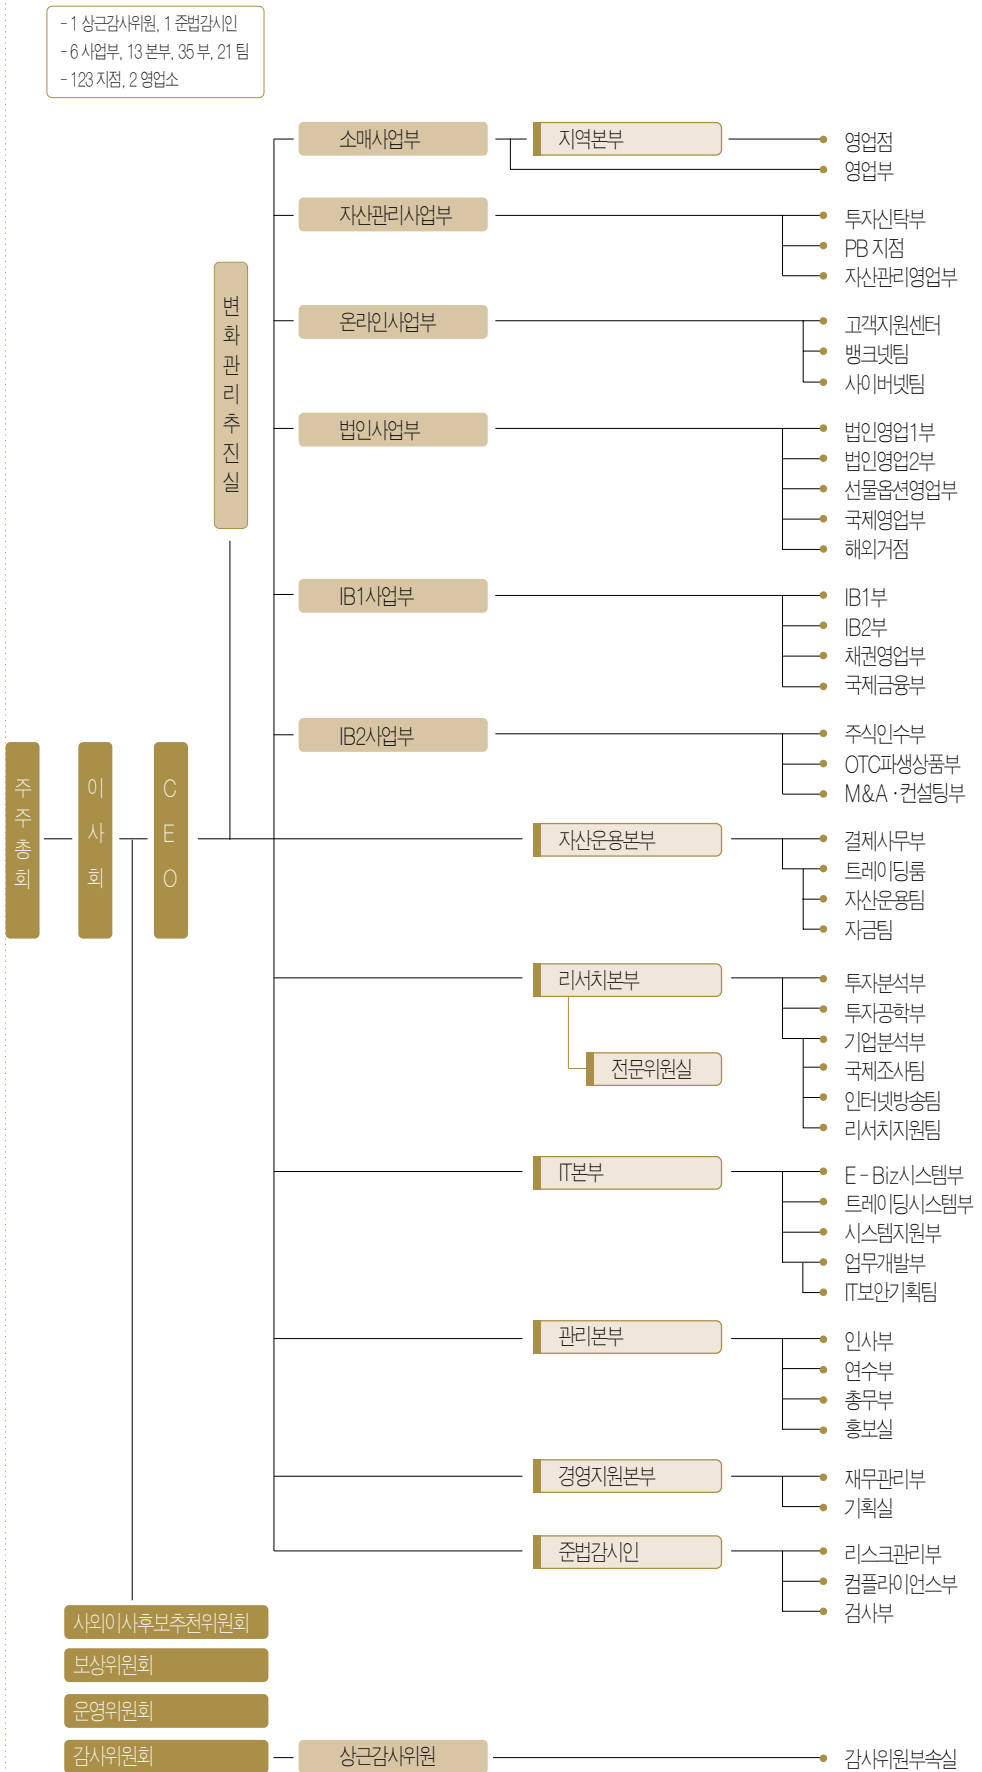 - 1 상근감사위원, 1 준법감시인
- 6 사업부, 13 본부, 35 부, 21 팀
- 123 지점, 2 영업소
소매사업부
지역본부
영업점
영업부
자산관리사업부
투자신탁부
PB 지점
자산관리영업부
변화관리추진실
온라인사업부
고객지원센터
뱅크넷팀
사이버넷팀
법인사업부
법인영업1부
법인영업2부
선물옵션영업부
국제영업부
해외거점
IB1사업부
IB1부
IB2부
채권영업부
국제금융부
IB2사업부
주식인수부
OTC파생상품부
M&A · 컨설팅부
주주총회
이사회
CEO
자산운용본부
결제사무부
트레이딩룸
자산운용팀
자금팀
리서치본부
전문위원실
투자분석부
투자공학부
기업분석부
국제조사팀
인터넷방송팀
리서치지원팀
IT본부
E - Biz시스템부
트레이딩시스템부
시스템지원부
업무개발부
IT보안기획팀
관리본부
인사부
연수부
총무부
홍보실
경영지원본부
재무관리부
기획실
준법감시인
리스크관리부
컴플라이언스부
검사부
사외이사후보추천위원회
보상위원회
운영위원회
감사위원회
상근감사위원
감사위원부속실